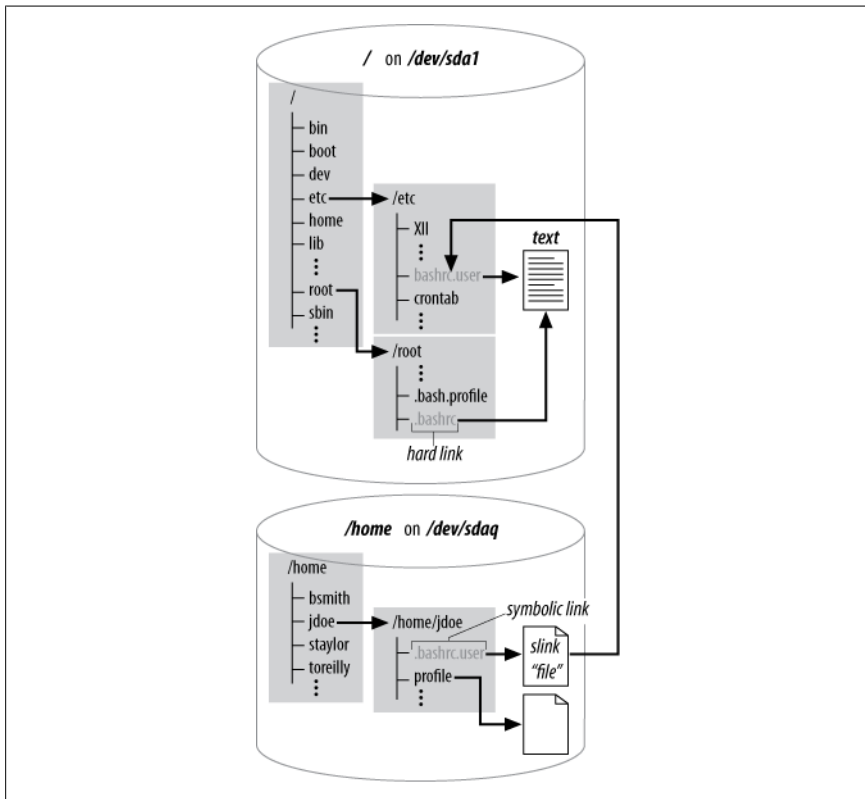 / on /dev/sda1
/
bin
boot
dev
etc
home
lib
root
sbin
/etc
XII
bashrc.user
crontab
text
/root
.bash.profile
.bashrc
hard link
/home on /dev/sdaq
/home
bsmith
jdoe
staylor
toreilly
symbolic link
/home/jdoe
.bashrc.user
profile
slink
“file”